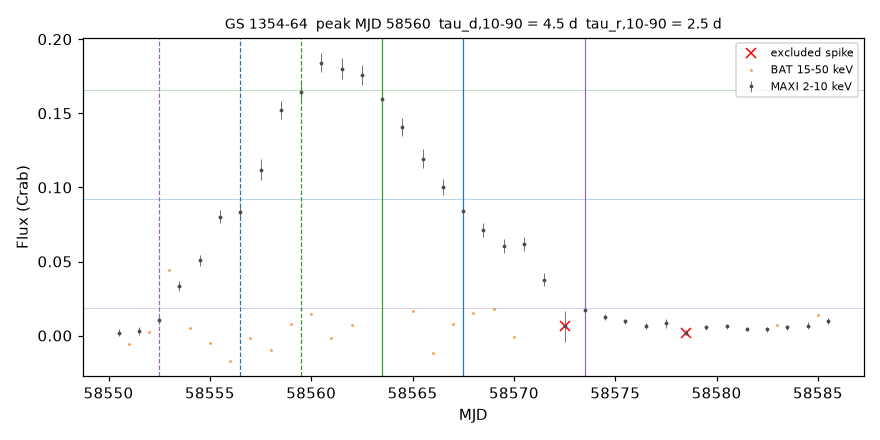 GS 1354-64  peak MJD 58560  tau_d,10-90 = 4.5 d  tau_r,10-90 = 2.5 d
excluded spike
BAT 15-50 keV
MAXI 2-10 keV
Flux (Crab)
0.20
0.15
0.10
0.05
0.00
58550 58555 58560 58565 58570 58575 58580 58585
MJD